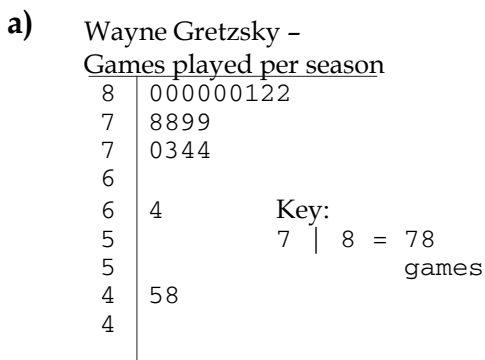 a) Wayne Gretzsky –
Games played per season
8 | 000000122
7 | 8899
7 | 0344
6 |
6 | 4 Key:
5 | 7 | 8 = 78
5 | games
4 | 58
4 |